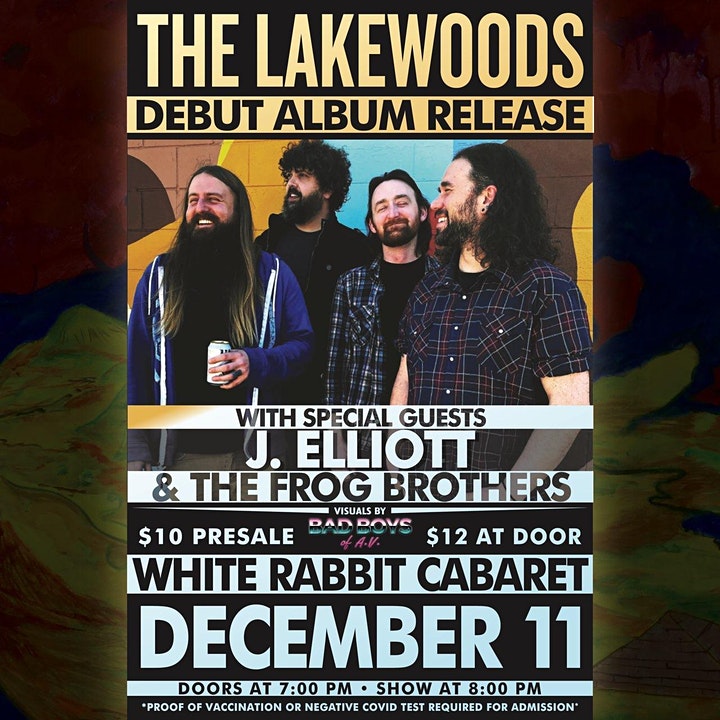 THE LAKEWOODS
DEBUT ALBUM RELEASE
WITH SPECIAL GUESTS
J. ELLIOTT
& THE FROG BROTHERS
VISUALS BY
$10 PRESALE BAD BOYS $12 AT DOOR
of A.V.
WHITE RABBIT CABARET
DECEMBER 11
DOORS AT 7:00 PM • SHOW AT 8:00 PM
*PROOF OF VACCINATION OR NEGATIVE COVID TEST REQUIRED FOR ADMISSION*